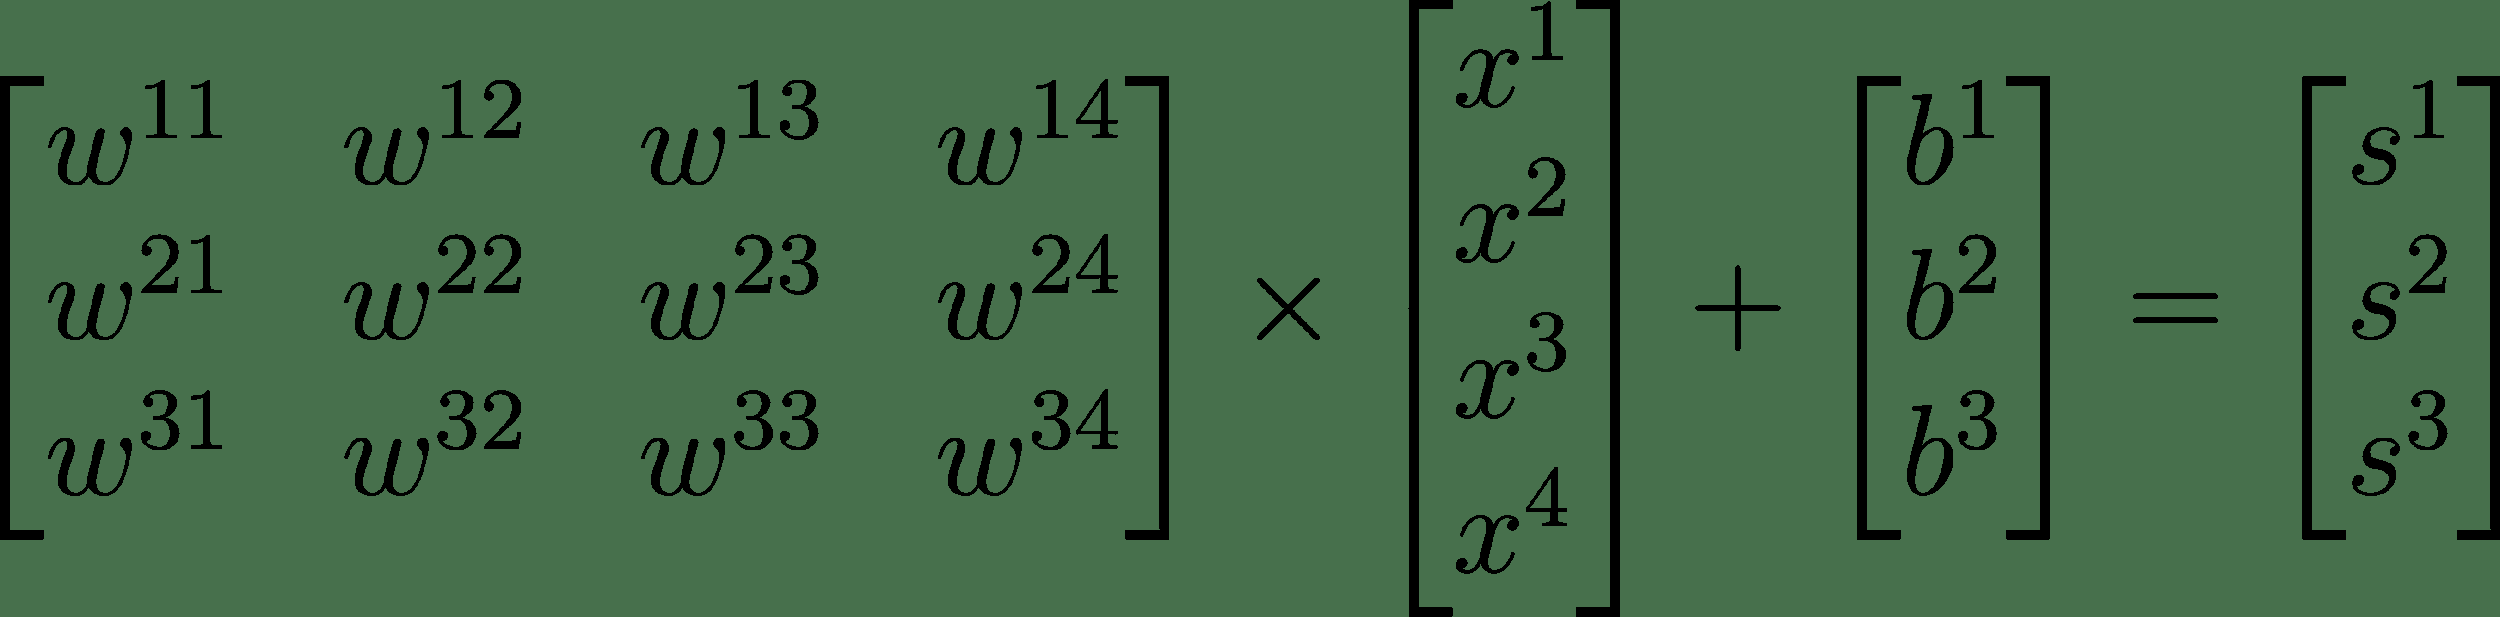 \begin{bmatrix} w^{11} & w^{12} & w^{13} & w^{14} \\ w^{21} & w^{22} & w^{23} & w^{24} \\ w^{31} & w^{32} & w^{33} & w^{34} \end{bmatrix} \times \begin{bmatrix} x^1 \\ x^2 \\ x^3 \\ x^4 \end{bmatrix} + \begin{bmatrix} b^1 \\ b^2 \\ b^3 \end{bmatrix} = \begin{bmatrix} s^1 \\ s^2 \\ s^3 \end{bmatrix}